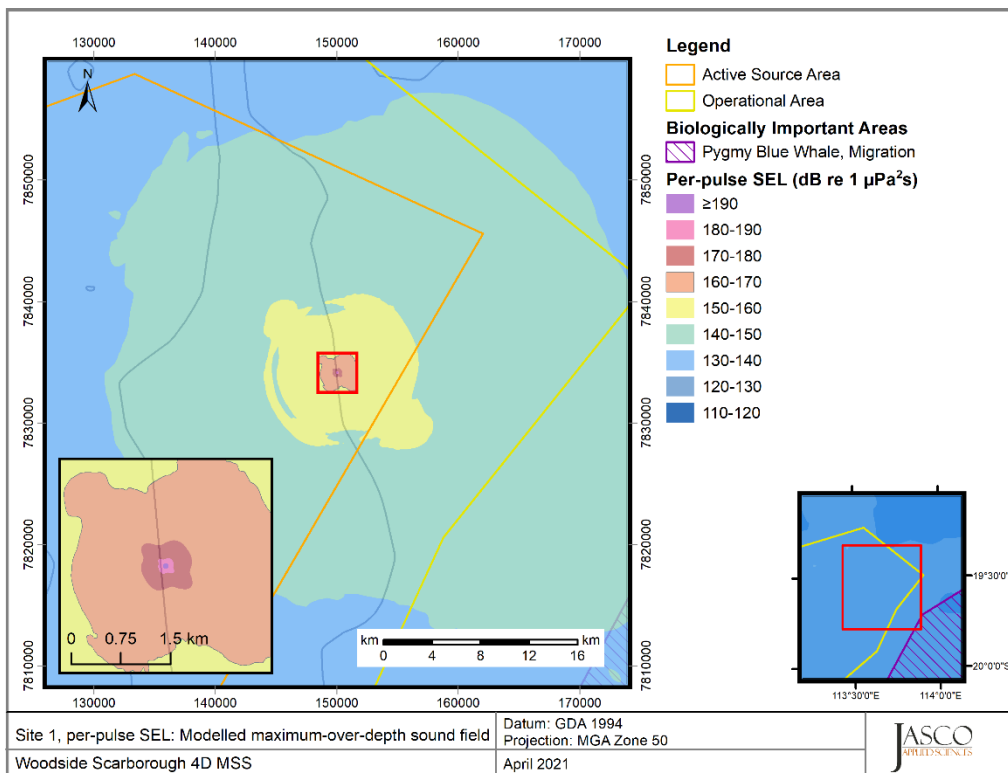 130000 140000 150000 160000 170000
N
7850000 7850000
7840000 7840000
7830000 7830000
7820000 7820000
7810000 7810000
0 0.75 1.5 km
km km
0 4 8 12 16
130000 140000 150000 160000 170000
Legend
Active Source Area
Operational Area
Biologically Important Areas
Pygmy Blue Whale, Migration
Per-pulse SEL (dB re 1 µPa²s)
≥190
180-190
170-180
160-170
150-160
140-150
130-140
120-130
110-120
19°30'0"S
20°0'0"S
113°30'0"E 114°0'0"E
Site 1, per-pulse SEL: Modelled maximum-over-depth sound field
Woodside Scarborough 4D MSS
Datum: GDA 1994
Projection: MGA Zone 50
April 2021
JASCO
APPLIED SCIENCES